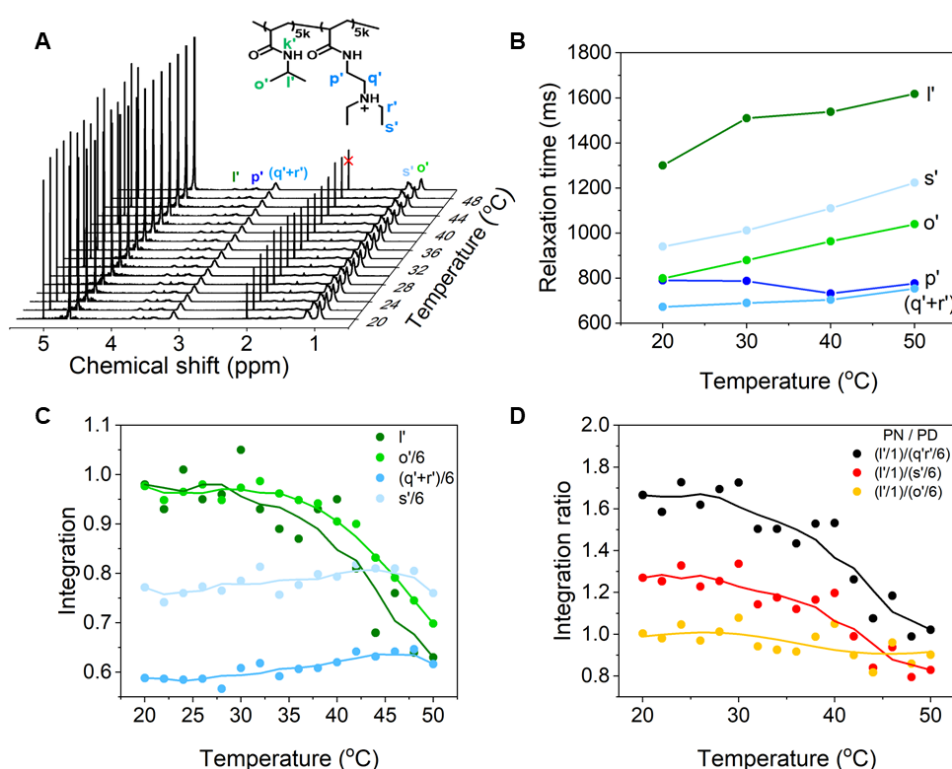 A
5k
5k
O
k'
NH
O
NH
o'
l'
p'
q'
NH
+
r'
s'
l' p' (q'+r')
×
s' o'
48
44
40
36
32
28
24
20
Temperature (°C)
5 4 3 2 1
Chemical shift (ppm)
B
Relaxation time (ms)
1600
1400
1200
1000
800
600
l'
s'
o'
p'
(q'+r')
20 30 40 50
Temperature (°C)
C
Integration
1.1
1.0
0.9
0.8
0.7
0.6
l'
o'/6
(q'+r')/6
s'/6
20 25 30 35 40 45 50
Temperature (°C)
D
Integration ratio
2.0
1.8
1.6
1.4
1.2
1.0
0.8
PN / PD
(l'/1)/(q'r'/6)
(l'/1)/(s'/6)
(l'/1)/(o'/6)
20 30 40 50
Temperature (°C)